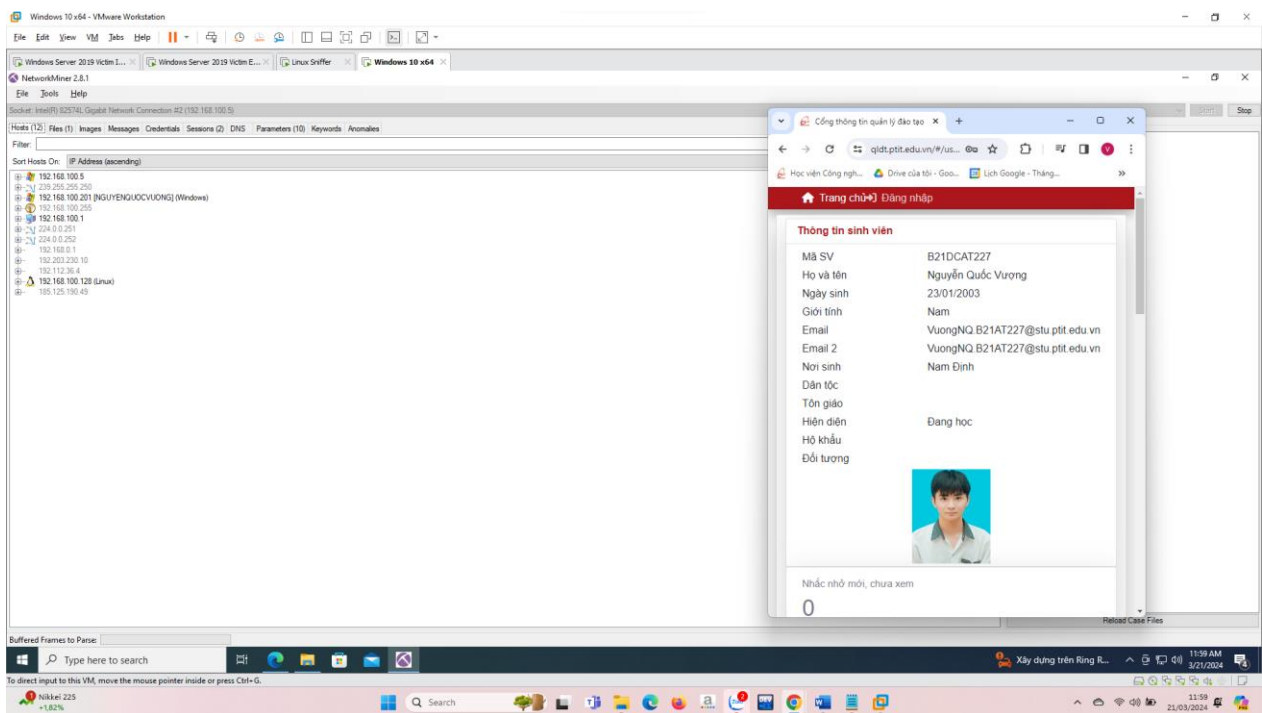 Windows 10 x64 - VMware Workstation
File Edit View VM Tabs Help
Windows Server 2019 Victim I... Windows Server 2019 Victim E... Linux Sniffer Windows 10 x64
NetworkMiner 2.8.1
File Tools Help
Socket: Intel(R) 82574L Gigabit Network Connection #2 (192.168.100.5)
Start Stop
Hosts (12) Files (1) Images Messages Credentials Sessions (2) DNS Parameters (10) Keywords Anomalies
Filter:
Sort Hosts On: IP Address (ascending)
192.168.100.5
239.255.255.250
192.168.100.201 [NGUYENQUOCVUONG] (Windows)
192.168.100.255
192.168.100.1
224.0.0.251
224.0.0.252
192.168.0.1
192.203.230.10
192.112.36.4
192.168.100.128 (Linux)
185.125.190.49
Cổng thông tin quản lý đào tạo
qldt.ptit.edu.vn/#/us...
Học viện Công ngh... Drive của tôi - Goo... Lịch Google - Tháng...
Trang chủ Đăng nhập
Thông tin sinh viên
Mã SV B21DCAT227
Họ và tên Nguyễn Quốc Vượng
Ngày sinh 23/01/2003
Giới tính Nam
Email VuongNQ.B21AT227@stu.ptit.edu.vn
Email 2 VuongNQ.B21AT227@stu.ptit.edu.vn
Nơi sinh Nam Định
Dân tộc
Tôn giáo
Hiện diện Đang học
Hộ khẩu
Đối tượng
Nhắc nhở mới, chưa xem
0
Reload Case Files
Buffered Frames to Parse:
Type here to search
Xây dựng trên Ring R...
11:59 AM
3/21/2024
To direct input to this VM, move the mouse pointer inside or press Ctrl+G.
Nikkei 225
+1,82%
Search
11:59
21/03/2024